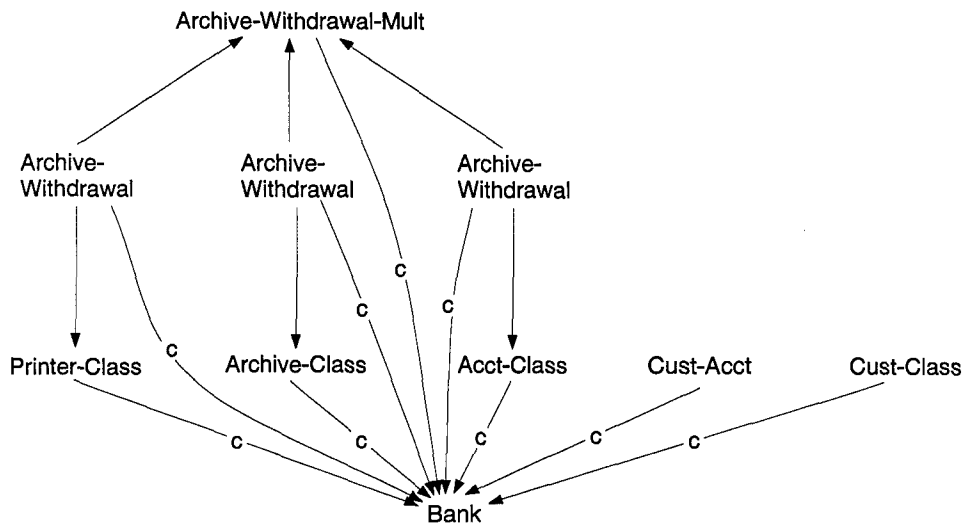 Archive-Withdrawal-Mult
Archive-
Withdrawal
Archive-
Withdrawal
Archive-
Withdrawal
c
c
c
c
Printer-Class
Archive-Class
Acct-Class
Cust-Acct
Cust-Class
c
c
c
c
c
Bank